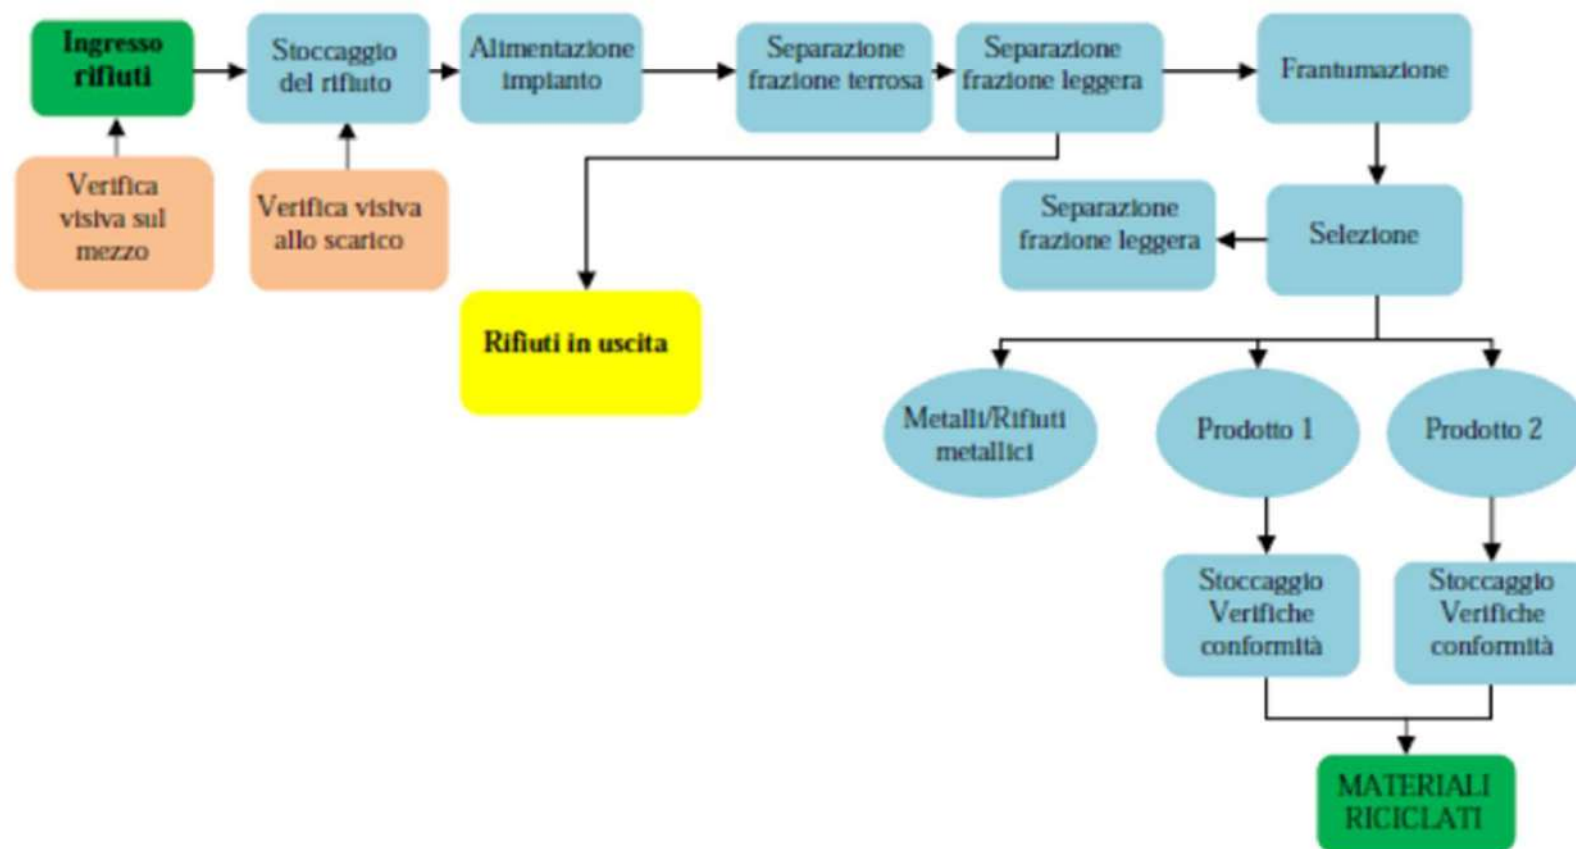 Ingresso
rifiuti
Stoccaggio
del rifiuto
Alimentazione
impianto
Separazione
frazione terrosa
Separazione
frazione leggera
Frantumazione
Verifica
visiva sul
mezzo
Verifica visiva
allo scarico
Separazione
frazione leggera
Selezione
Rifiuti in uscita
Metalli/Rifiuti
metallici
Prodotto 1
Prodotto 2
Stoccaggio
Verifiche
conformità
Stoccaggio
Verifiche
conformità
MATERIALI
RICICLATI